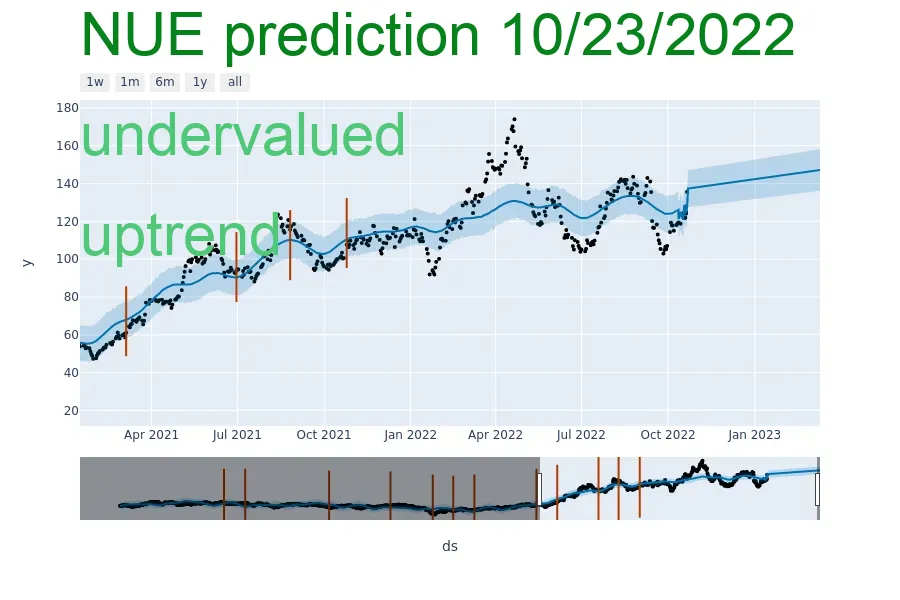 NUE prediction 10/23/2022
1w 1m 6m 1y all
180
undervalued
160
140
120
uptrend
100
y
80
60
40
20
Apr 2021 Jul 2021 Oct 2021 Jan 2022 Apr 2022 Jul 2022 Oct 2022 Jan 2023
ds